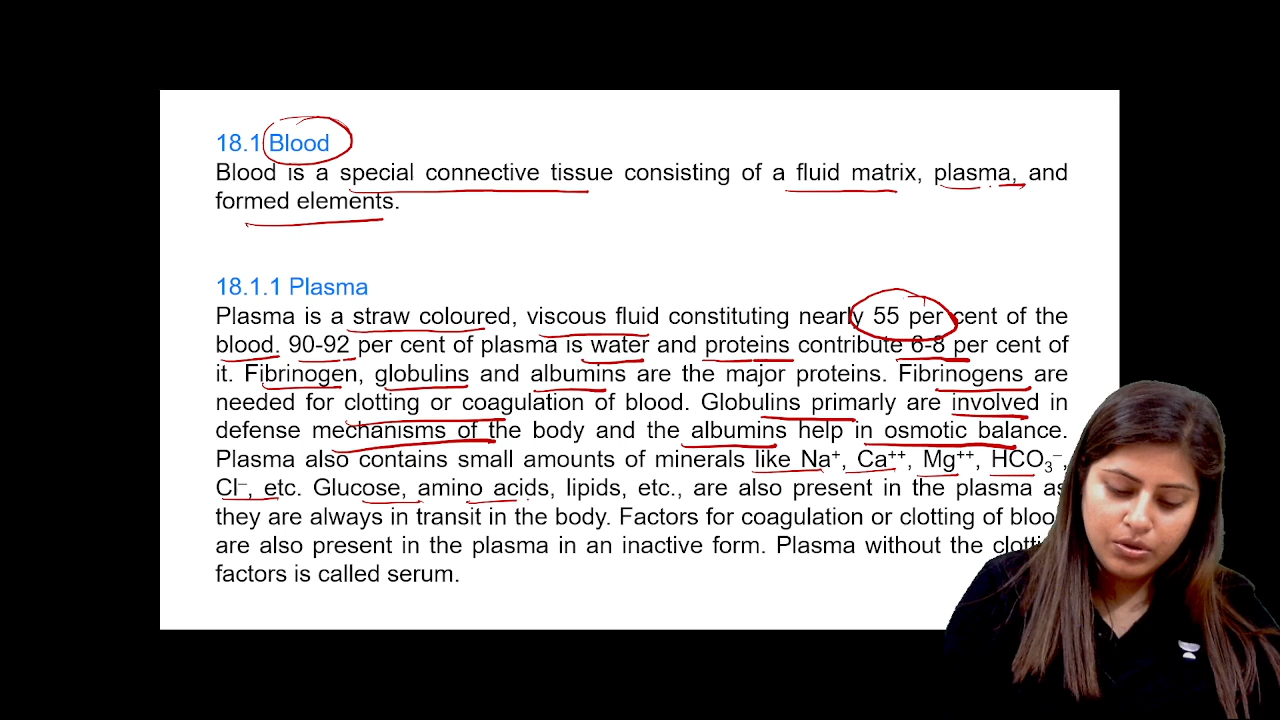 18.1 Blood
Blood is a special connective tissue consisting of a fluid matrix, plasma, and
formed elements.
18.1.1 Plasma
Plasma is a straw coloured, viscous fluid constituting nearly 55 per cent of the
blood. 90-92 per cent of plasma is water and proteins contribute 6-8 per cent of
it. Fibrinogen, globulins and albumins are the major proteins. Fibrinogens are
needed for clotting or coagulation of blood. Globulins primarly are involved in
defense mechanisms of the body and the albumins help in osmotic balance.
Plasma also contains small amounts of minerals like Na⁺, Ca⁺⁺, Mg⁺⁺, HCO₃⁻,
Cl⁻, etc. Glucose, amino acids, lipids, etc., are also present in the plasma as
they are always in transit in the body. Factors for coagulation or clotting of
are also present in the plasma in an inactive form. Plasma without the
factors is called serum.